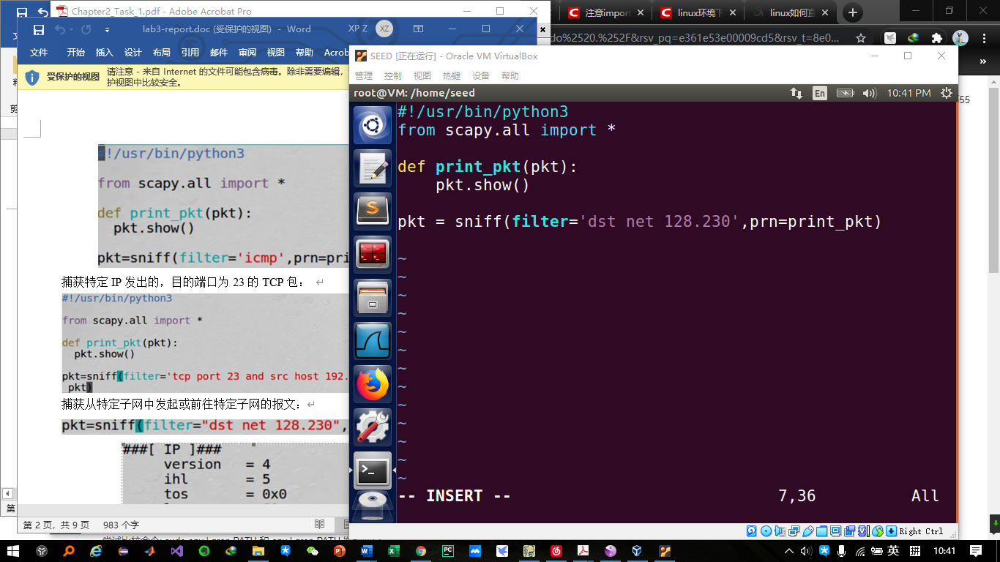 Chapter2_Task_1.pdf - Adobe Acrobat Pro
注意import
linux环境下
linux如何直
lab3-report.doc (受保护的视图) - Word
XP Z
XZ
do%2520.%252F&rsv_pq=e361e53e00009cd5&rsv_t=8e0...
文件 开始 插入 设计 布局 引用 邮件 审阅 视图 帮助 Acrob
受保护的视图
请注意 - 来自 Internet 的文件可能包含病毒。除非需要编辑，
护视图中比较安全。
SEED [正在运行] - Oracle VM VirtualBox
管理 控制 视图 热键 设备 帮助
root@VM: /home/seed
En
10:41 PM
55
#!/usr/bin/python3
from scapy.all import *
def print_pkt(pkt):
pkt.show()
pkt=sniff(filter='icmp',prn=pri
捕获特定 IP 发出的，目的端口为 23 的 TCP 包：
#!/usr/bin/python3
from scapy.all import *
def print_pkt(pkt):
pkt.show()
pkt=sniff(filter='tcp port 23 and src host 192.
pkt)
捕获从特定子网中发起或前往特定子网的报文：
pkt=sniff(filter="dst net 128.230",
###[ IP ]###
version = 4
ihl = 5
tos = 0x0
#!/usr/bin/python3
from scapy.all import *
def print_pkt(pkt):
pkt.show()
pkt = sniff(filter='dst net 128.230',prn=print_pkt)
~
~
~
~
~
~
~
~
~
~
~
~
~
-- INSERT -- 7,36 All
第 2 页，共 9 页 983 个字
Right Ctrl
第
英
拼
10:41